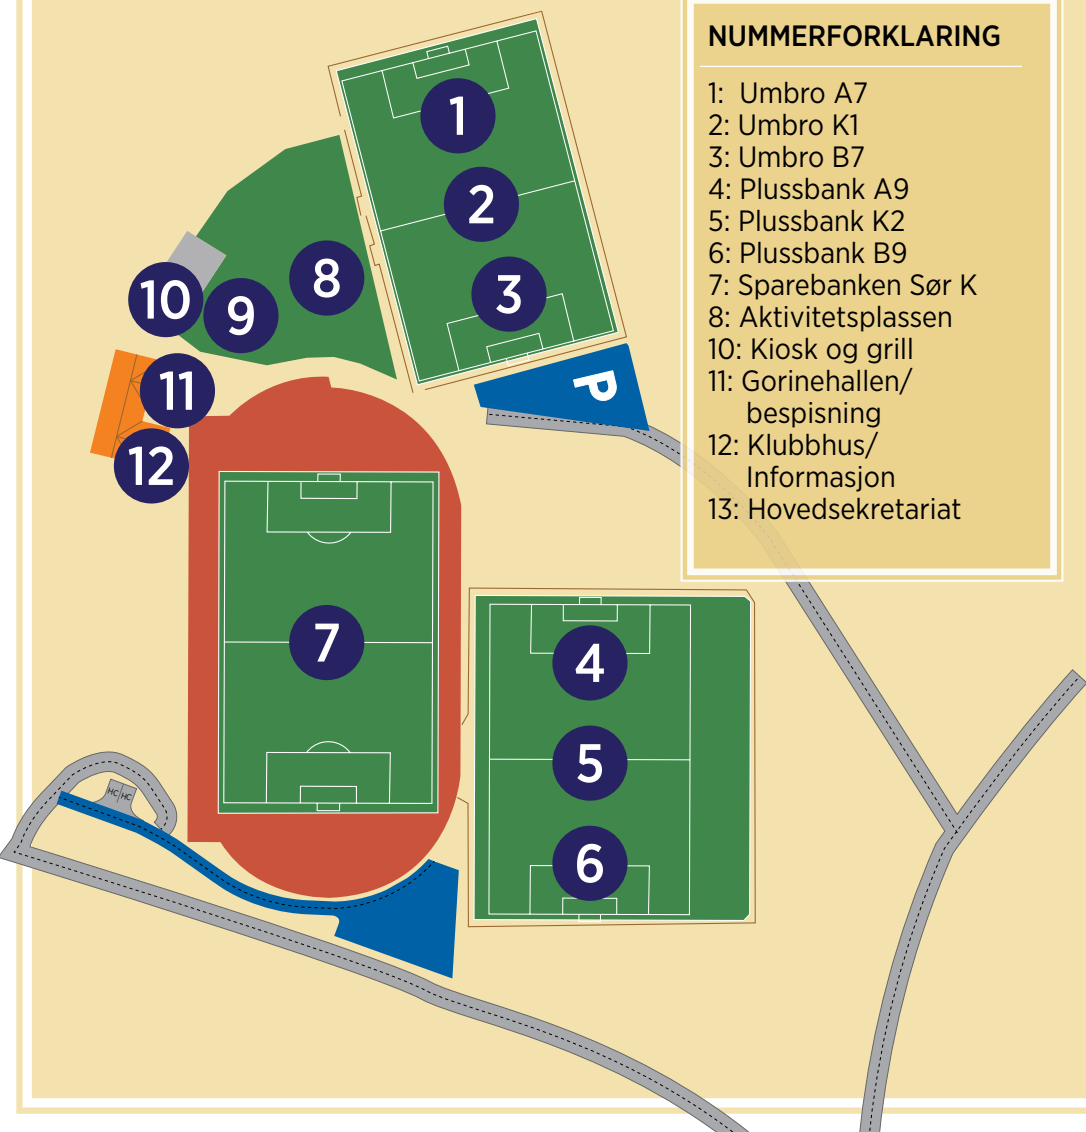 NUMMERFORKLARING
1: Umbro A7
2: Umbro K1
3: Umbro B7
4: Plussbank A9
5: Plussbank K2
6: Plussbank B9
7: Sparebanken Sør K
8: Aktivitetsplassen
10: Kiosk og grill
11: Gorinehallen/
bespisning
12: Klubbhus/
Informasjon
13: Hovedsekretariat
1
2
3
8
10
9
11
12
P
7
4
5
6
HC HC